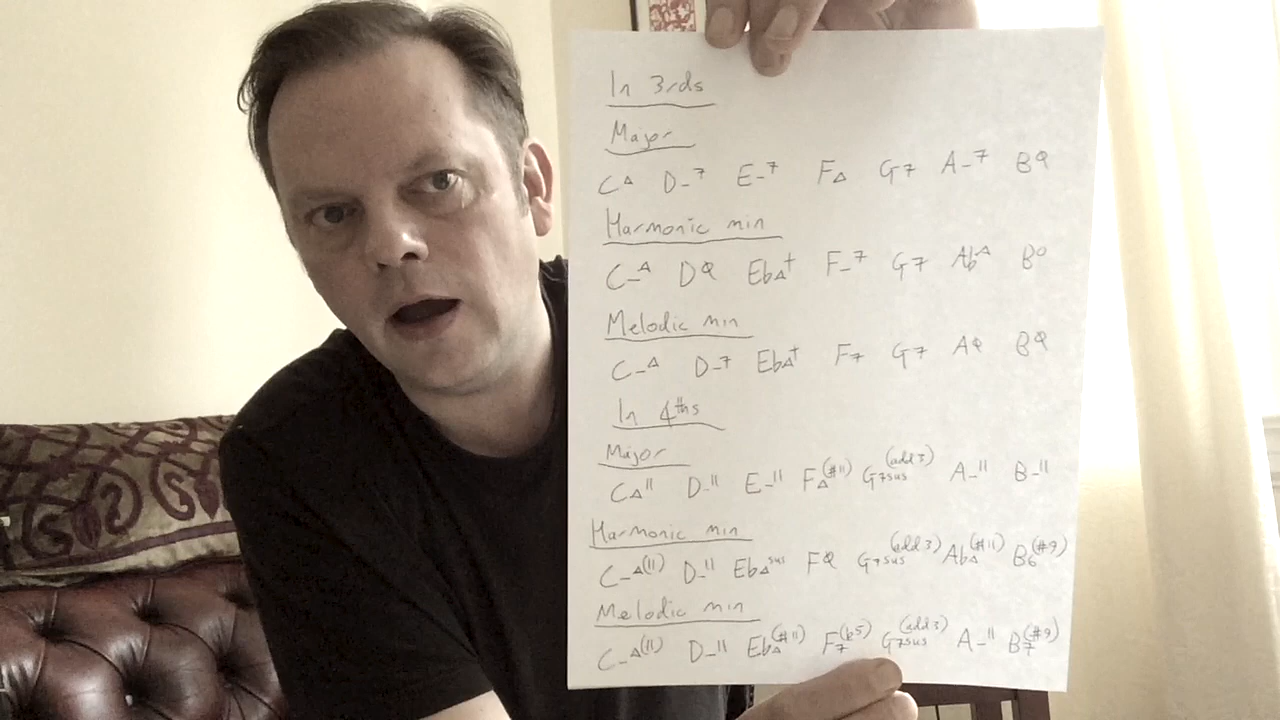 In 3rds
Major
C△ D-7 E-7 F△ G7 A-7 Bø
Harmonic min
C-△ Dø Eb△+ F-7 G7 Ab△ Bo
Melodic min
C-△ D-7 Eb△+ F7 G7 Aø Bø
In 4ths
Major
C△11 D-11 E-11 F△(#11) G7sus(add3) A-11 B-11
Harmonic min
C-△(11) D-11 Eb△sus Fø G7sus(add3) Ab△(#11) B6(#9)
Melodic min
C-△(11) D-11 Eb△(#11) F7(b5) G7sus(add3) A-11 B7(#9)